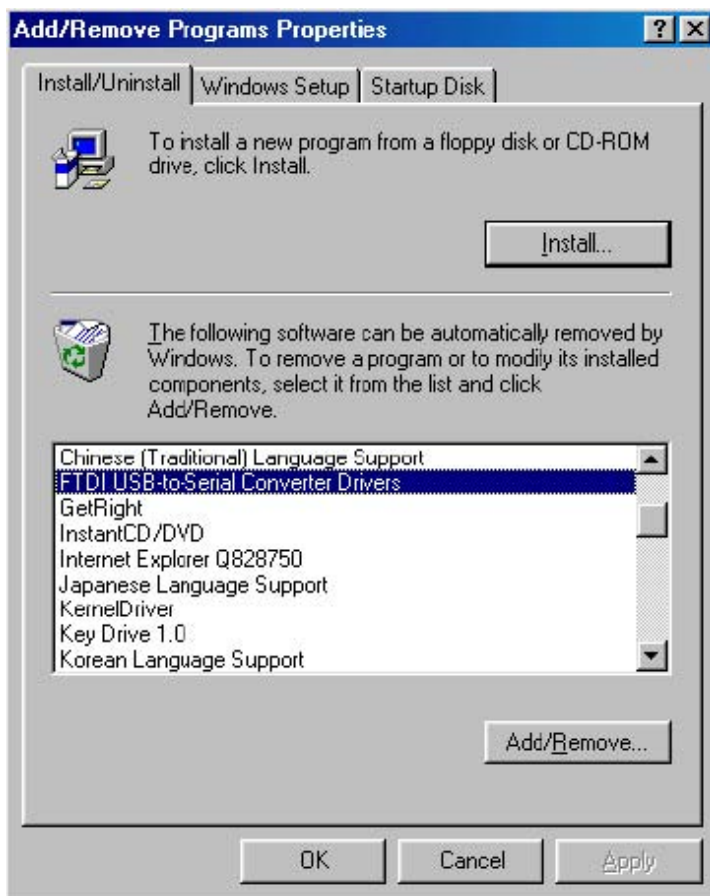 Add/Remove Programs Properties
Install/Uninstall
Windows Setup
Startup Disk
To install a new program from a floppy disk or CD-ROM
drive, click Install.
Install...
The following software can be automatically removed by
Windows. To remove a program or to modify its installed
components, select it from the list and click
Add/Remove.
Chinese (Traditional) Language Support
FTDI USB-to-Serial Converter Drivers
GetRight
InstantCD/DVD
Internet Explorer Q828750
Japanese Language Support
KernelDriver
Key Drive 1.0
Korean Language Support
Add/Remove...
OK
Cancel
Apply